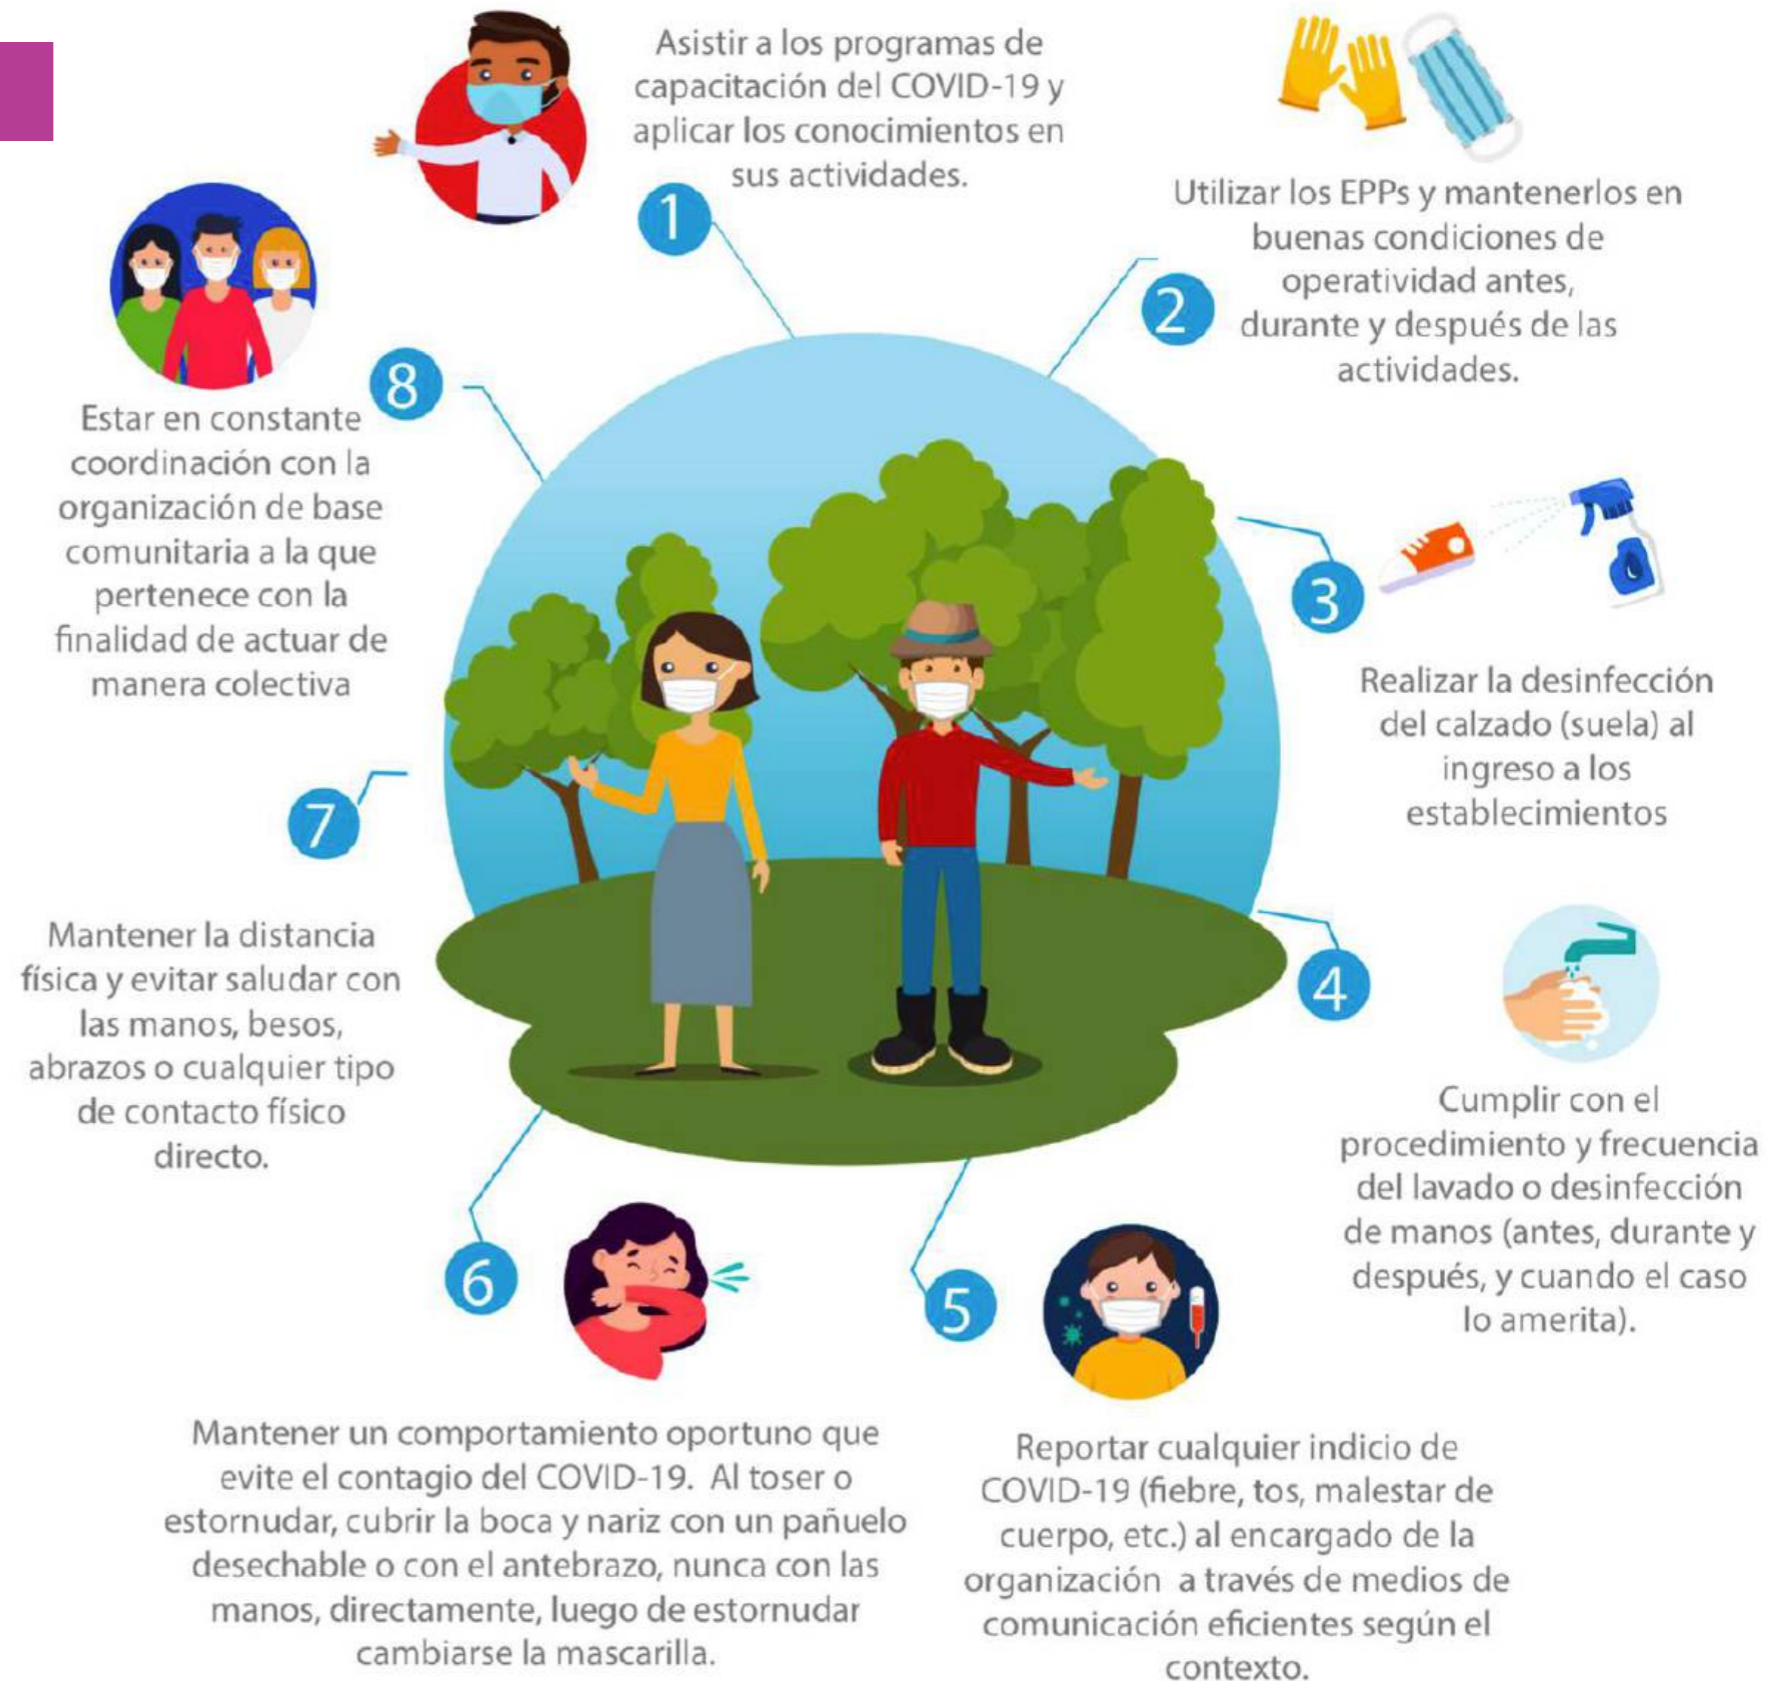 Asistir a los programas de
capacitación del COVID-19 y
aplicar los conocimientos en
sus actividades.
1
Utilizar los EPPs y mantenerlos en
buenas condiciones de
operatividad antes,
durante y después de las
actividades.
2
3
Realizar la desinfección
del calzado (suela) al
ingreso a los
establecimientos
4
Cumplir con el
procedimiento y frecuencia
del lavado o desinfección
de manos (antes, durante y
después, y cuando el caso
lo amerita).
5
Reportar cualquier indicio de
COVID-19 (fiebre, tos, malestar de
cuerpo, etc.) al encargado de la
organización a través de medios de
comunicación eficientes según el
contexto.
6
Mantener un comportamiento oportuno que
evite el contagio del COVID-19. Al toser o
estornudar, cubrir la boca y nariz con un pañuelo
desechable o con el antebrazo, nunca con las
manos, directamente, luego de estornudar
cambiarse la mascarilla.
7
Mantener la distancia
física y evitar saludar con
las manos, besos,
abrazos o cualquier tipo
de contacto físico
directo.
8
Estar en constante
coordinación con la
organización de base
comunitaria a la que
pertenece con la
finalidad de actuar de
manera colectiva